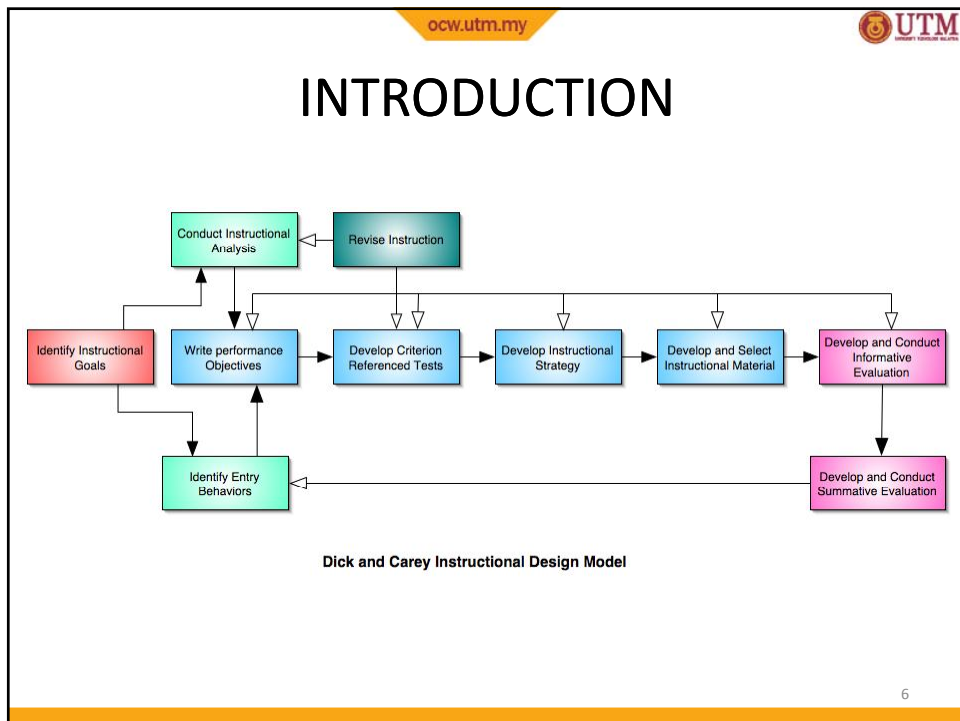 ocw.utm.my
UTM
INTRODUCTION
Conduct Instructional
Analysis
Revise Instruction
Identify Instructional
Goals
Write performance
Objectives
Develop Criterion
Referenced Tests
Develop Instructional
Strategy
Develop and Select
Instructional Material
Develop and Conduct
Informative
Evaluation
Identify Entry
Behaviors
Develop and Conduct
Summative Evaluation
Dick and Carey Instructional Design Model
6